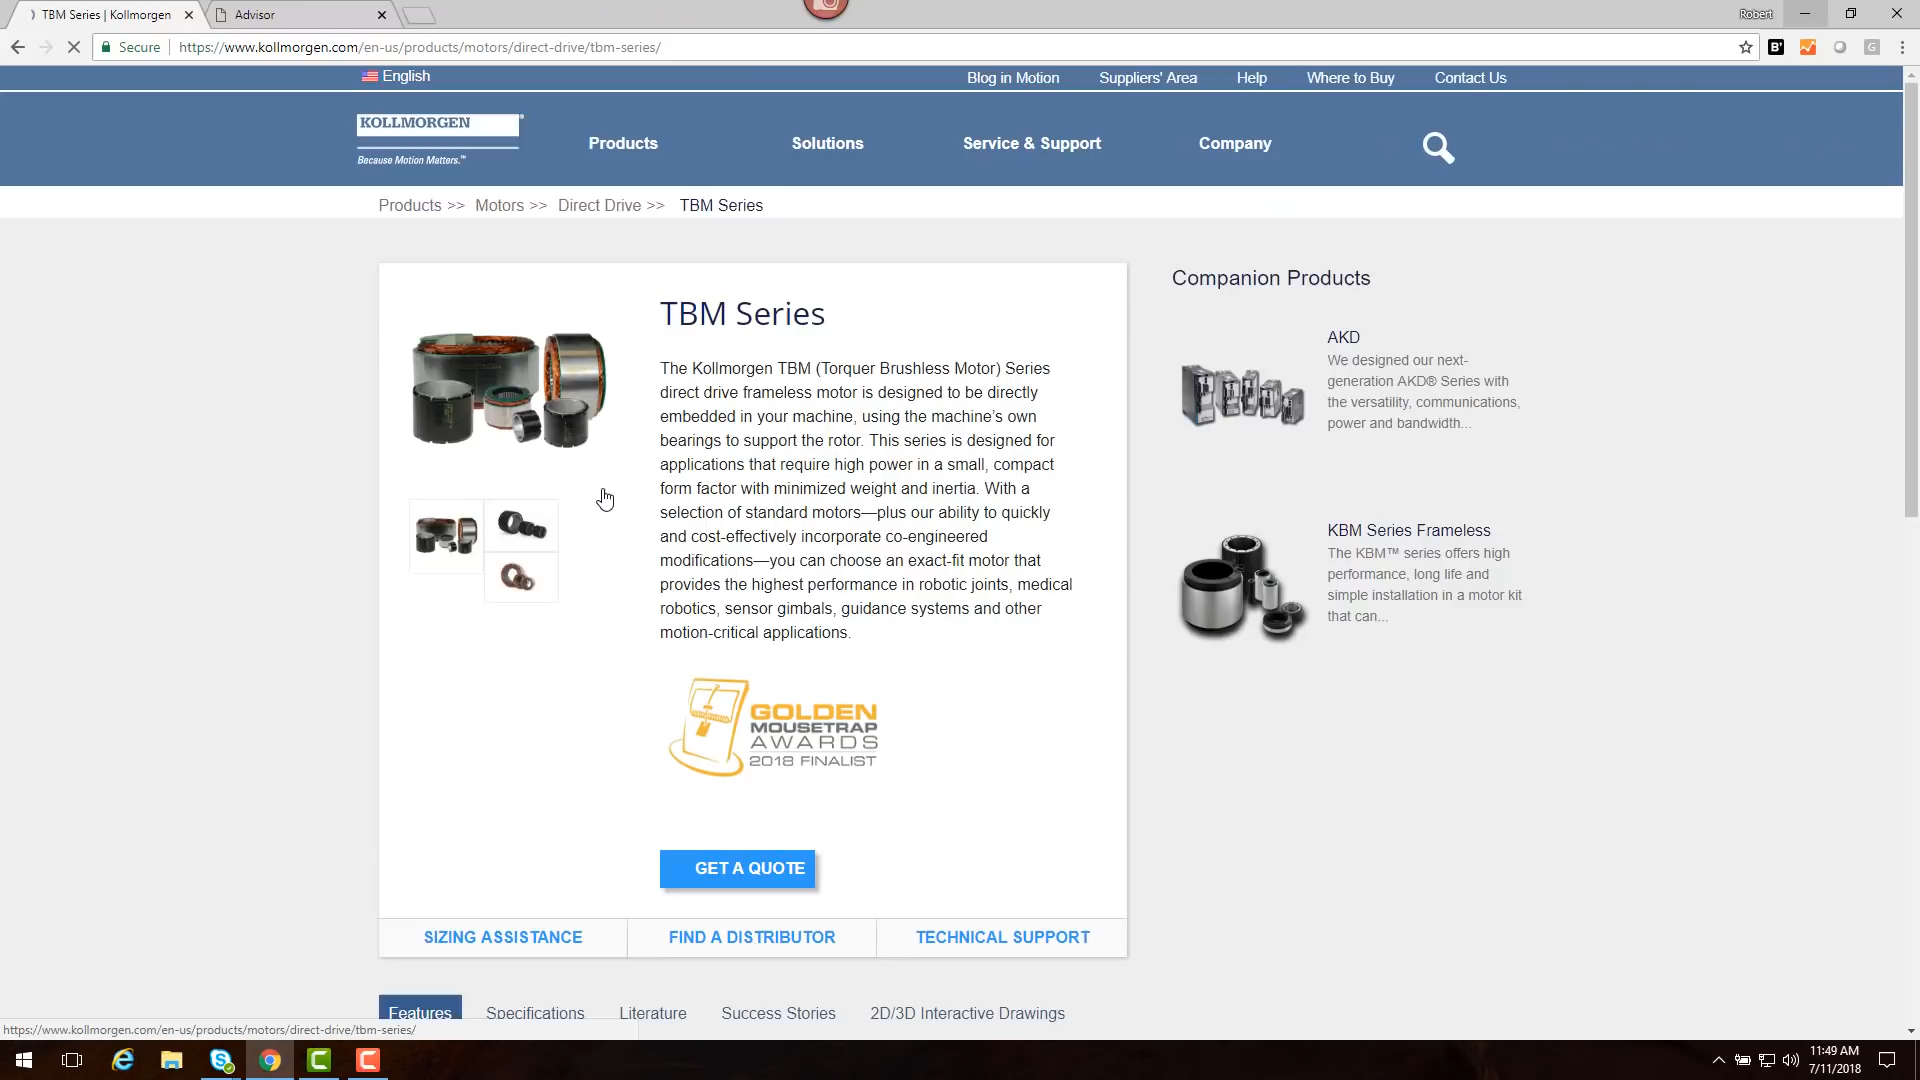 TBM Series | Kollmorgen
Advisor
Robert
Secure
https://www.kollmorgen.com/en-us/products/motors/direct-drive/tbm-series/
English
Blog in Motion
Suppliers' Area
Help
Where to Buy
Contact Us
KOLLMORGEN®
Because Motion Matters.™
Products
Solutions
Service & Support
Company
Products >> Motors >> Direct Drive >> TBM Series
TBM Series
The Kollmorgen TBM (Torquer Brushless Motor) Series
direct drive frameless motor is designed to be directly
embedded in your machine, using the machine’s own
bearings to support the rotor. This series is designed for
applications that require high power in a small, compact
form factor with minimized weight and inertia. With a
selection of standard motors—plus our ability to quickly
and cost-effectively incorporate co-engineered
modifications—you can choose an exact-fit motor that
provides the highest performance in robotic joints, medical
robotics, sensor gimbals, guidance systems and other
motion-critical applications.
GOLDEN
MOUSETRAP
AWARDS
2018 FINALIST
GET A QUOTE
SIZING ASSISTANCE
FIND A DISTRIBUTOR
TECHNICAL SUPPORT
Companion Products
AKD
We designed our next-
generation AKD® Series with
the versatility, communications,
power and bandwidth...
KBM Series Frameless
The KBM™ series offers high
performance, long life and
simple installation in a motor kit
that can...
Features
Specifications
Literature
Success Stories
2D/3D Interactive Drawings
https://www.kollmorgen.com/en-us/products/motors/direct-drive/tbm-series/
11:49 AM
7/11/2018